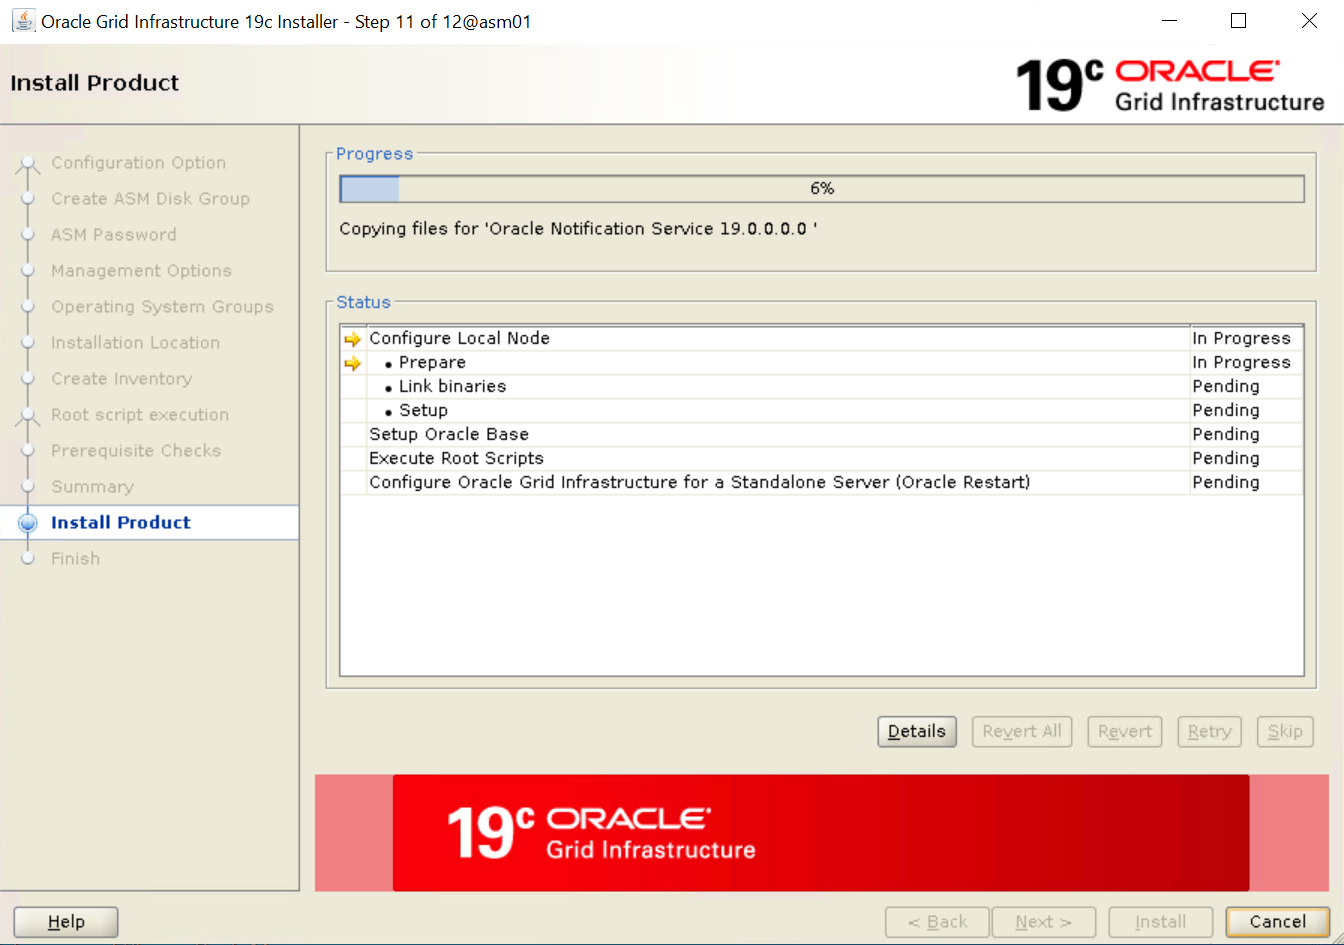 Oracle Grid Infrastructure 19c Installer - Step 11 of 12@asm01
Install Product
19c ORACLE
Grid Infrastructure
Configuration Option
Create ASM Disk Group
ASM Password
Management Options
Operating System Groups
Installation Location
Create Inventory
Root script execution
Prerequisite Checks
Summary
Install Product
Finish
Progress
6%
Copying files for 'Oracle Notification Service 19.0.0.0.0 '
Status
Configure Local Node In Progress
• Prepare In Progress
• Link binaries Pending
• Setup Pending
Setup Oracle Base Pending
Execute Root Scripts Pending
Configure Oracle Grid Infrastructure for a Standalone Server (Oracle Restart) Pending
Details Revert All Revert Retry Skip
19c ORACLE
Grid Infrastructure
Help < Back Next > Install Cancel